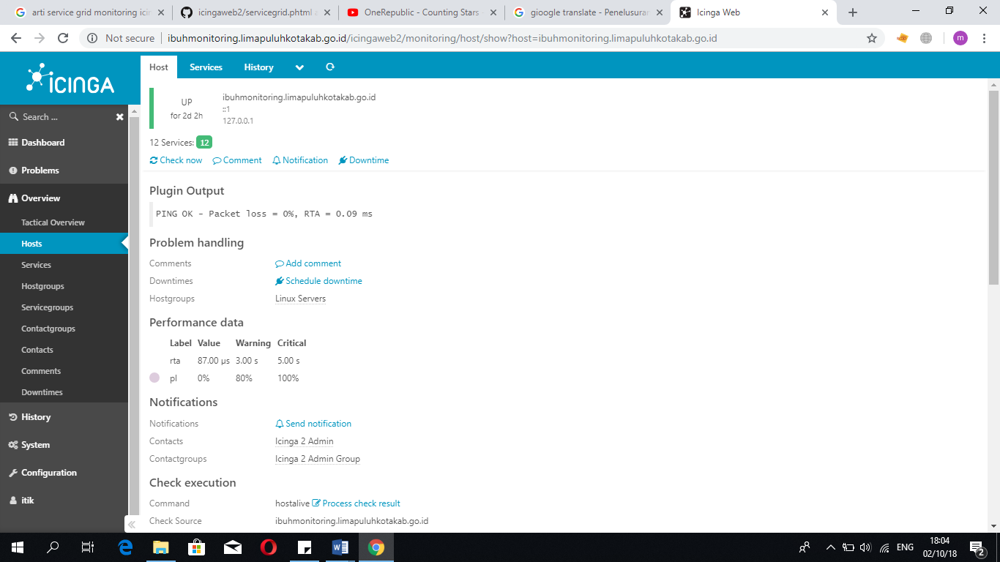 arti service grid monitoring icin
icingaweb2/servicegrid.phtml a
OneRepublic - Counting Stars -
gioogle translate - Penelusuran
Icinga Web
Not secure ibuhmonitoring.limapuluhkotakab.go.id/icingaweb2/monitoring/host/show?host=ibuhmonitoring.limapuluhkotakab.go.id
m
ICINGA
Search ...
Dashboard
Problems
Overview
Tactical Overview
Hosts
Services
Hostgroups
Servicegroups
Contactgroups
Contacts
Comments
Downtimes
History
System
Configuration
itik
Host Services History
UP
for 2d 2h
ibuhmonitoring.limapuluhkotakab.go.id
::1
127.0.0.1
12 Services: 12
Check now Comment Notification Downtime
Plugin Output
PING OK - Packet loss = 0%, RTA = 0.09 ms
Problem handling
Comments Add comment
Downtimes Schedule downtime
Hostgroups Linux Servers
Performance data
Label Value Warning Critical
rta 87.00 µs 3.00 s 5.00 s
pl 0% 80% 100%
Notifications
Notifications Send notification
Contacts Icinga 2 Admin
Contactgroups Icinga 2 Admin Group
Check execution
Command hostalive Process check result
Check Source ibuhmonitoring.limapuluhkotakab.go.id
ENG
18:04
02/10/18
2